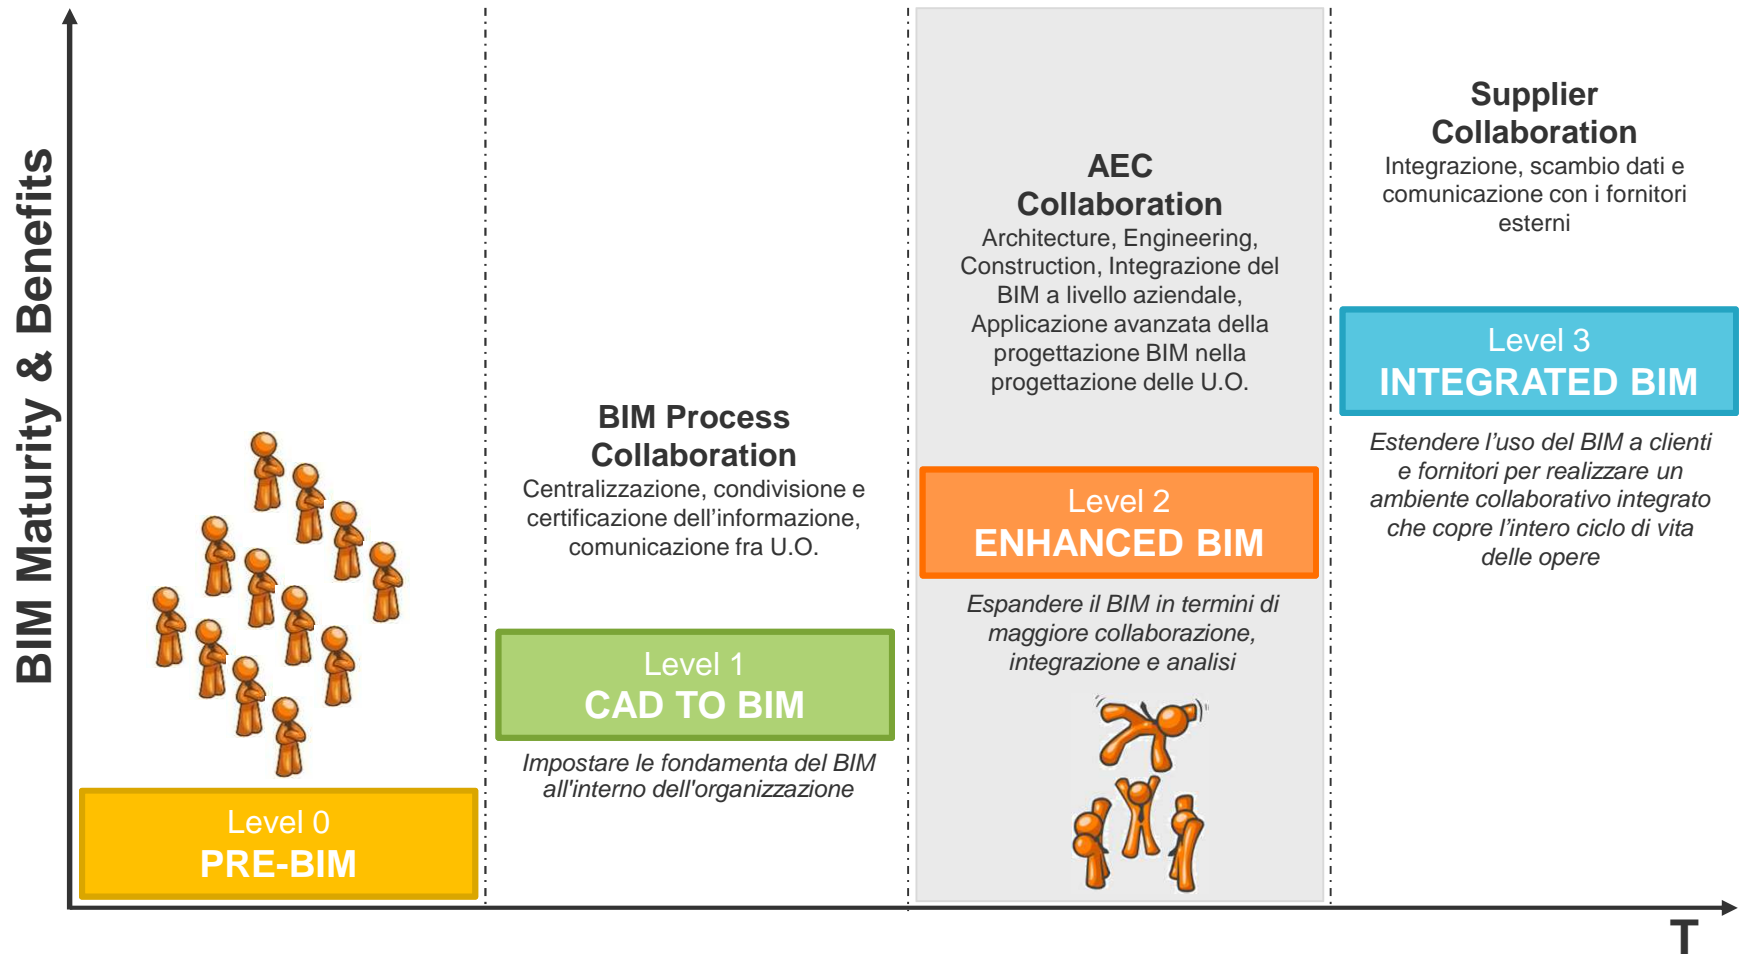 BIM Maturity & Benefits
Level 0
PRE-BIM
BIM Process
Collaboration
Centralizzazione, condivisione e
certificazione dell’informazione,
comunicazione fra U.O.
Level 1
CAD TO BIM
Impostare le fondamenta del BIM
all'interno dell'organizzazione
AEC
Collaboration
Architecture, Engineering,
Construction, Integrazione del
BIM a livello aziendale,
Applicazione avanzata della
progettazione BIM nella
progettazione delle U.O.
Level 2
ENHANCED BIM
Espandere il BIM in termini di
maggiore collaborazione,
integrazione e analisi
Supplier
Collaboration
Integrazione, scambio dati e
comunicazione con i fornitori
esterni
Level 3
INTEGRATED BIM
Estendere l’uso del BIM a clienti
e fornitori per realizzare un
ambiente collaborativo integrato
che copre l’intero ciclo di vita
delle opere
T